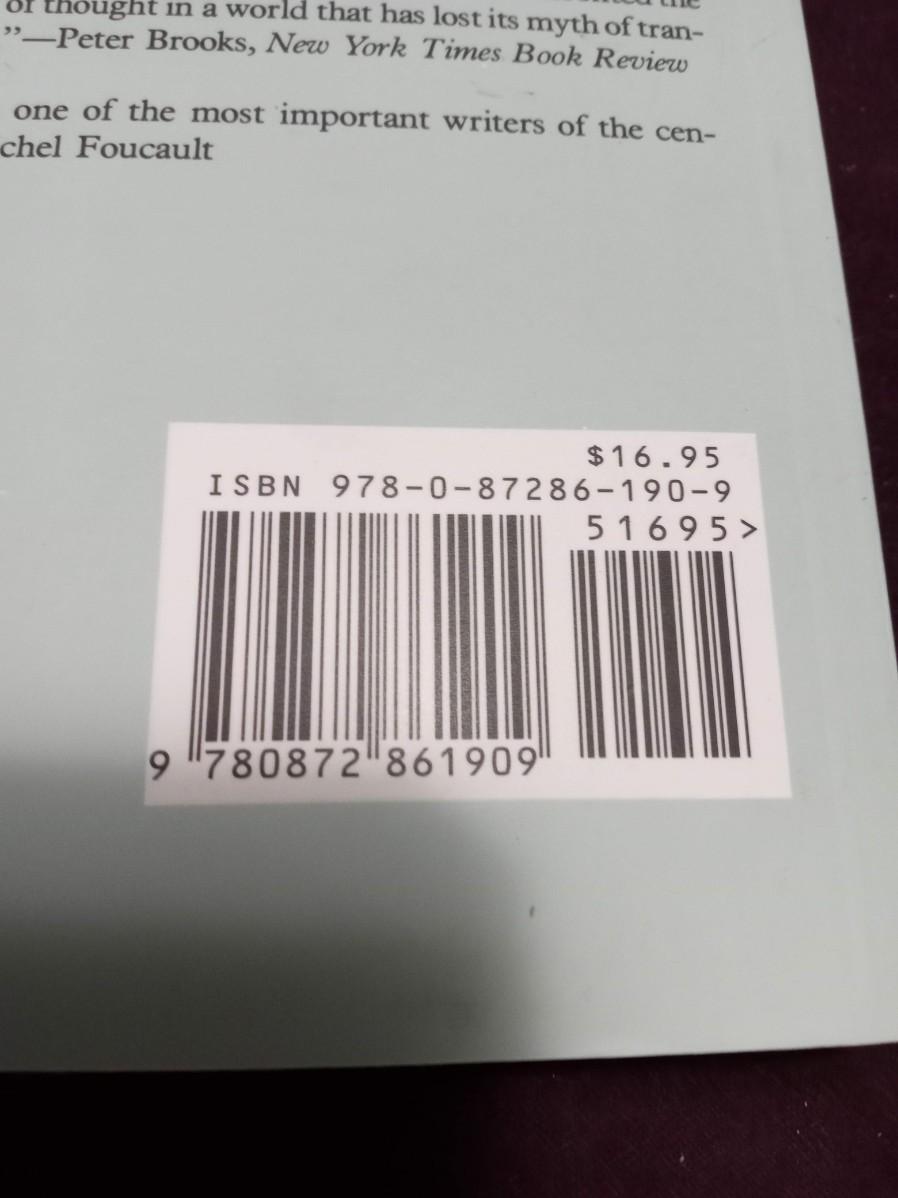 of thought in a world that has lost its myth of tran-
”—Peter Brooks, New York Times Book Review
one of the most important writers of the cen-
chel Foucault
$16.95
ISBN 978-0-87286-190-9
51695>
9 780872 861909